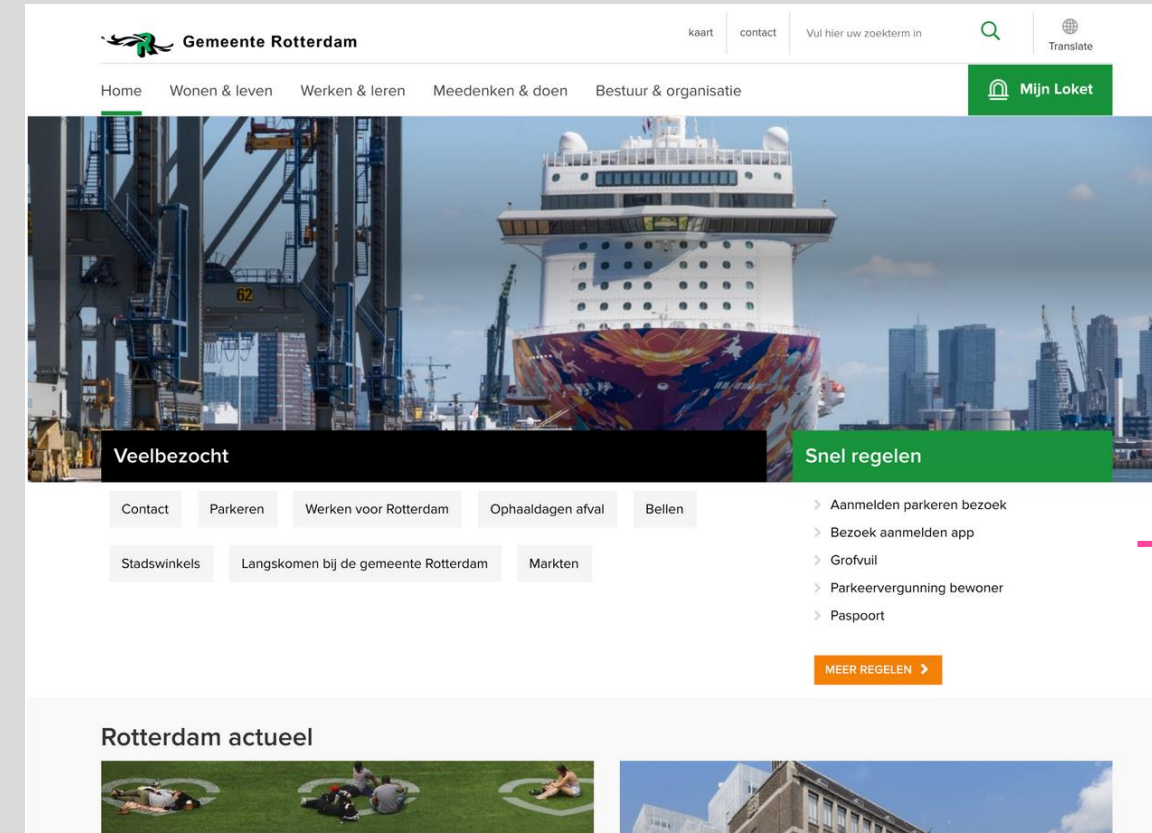 Gemeente Rotterdam
kaart contact Vul hier uw zoekterm in Translate
Home Wonen & leven Werken & leren Meedenken & doen Bestuur & organisatie Mijn Loket
62
Veelbezocht
Contact Parkeren Werken voor Rotterdam Ophaaldagen afval Bellen
Stadswinkels Langskomen bij de gemeente Rotterdam Markten
Snel regelen
Aanmelden parkeren bezoek
Bezoek aanmelden app
Grofvuil
Parkeervergunning bewoner
Paspoort
MEER REGELEN
Rotterdam actueel